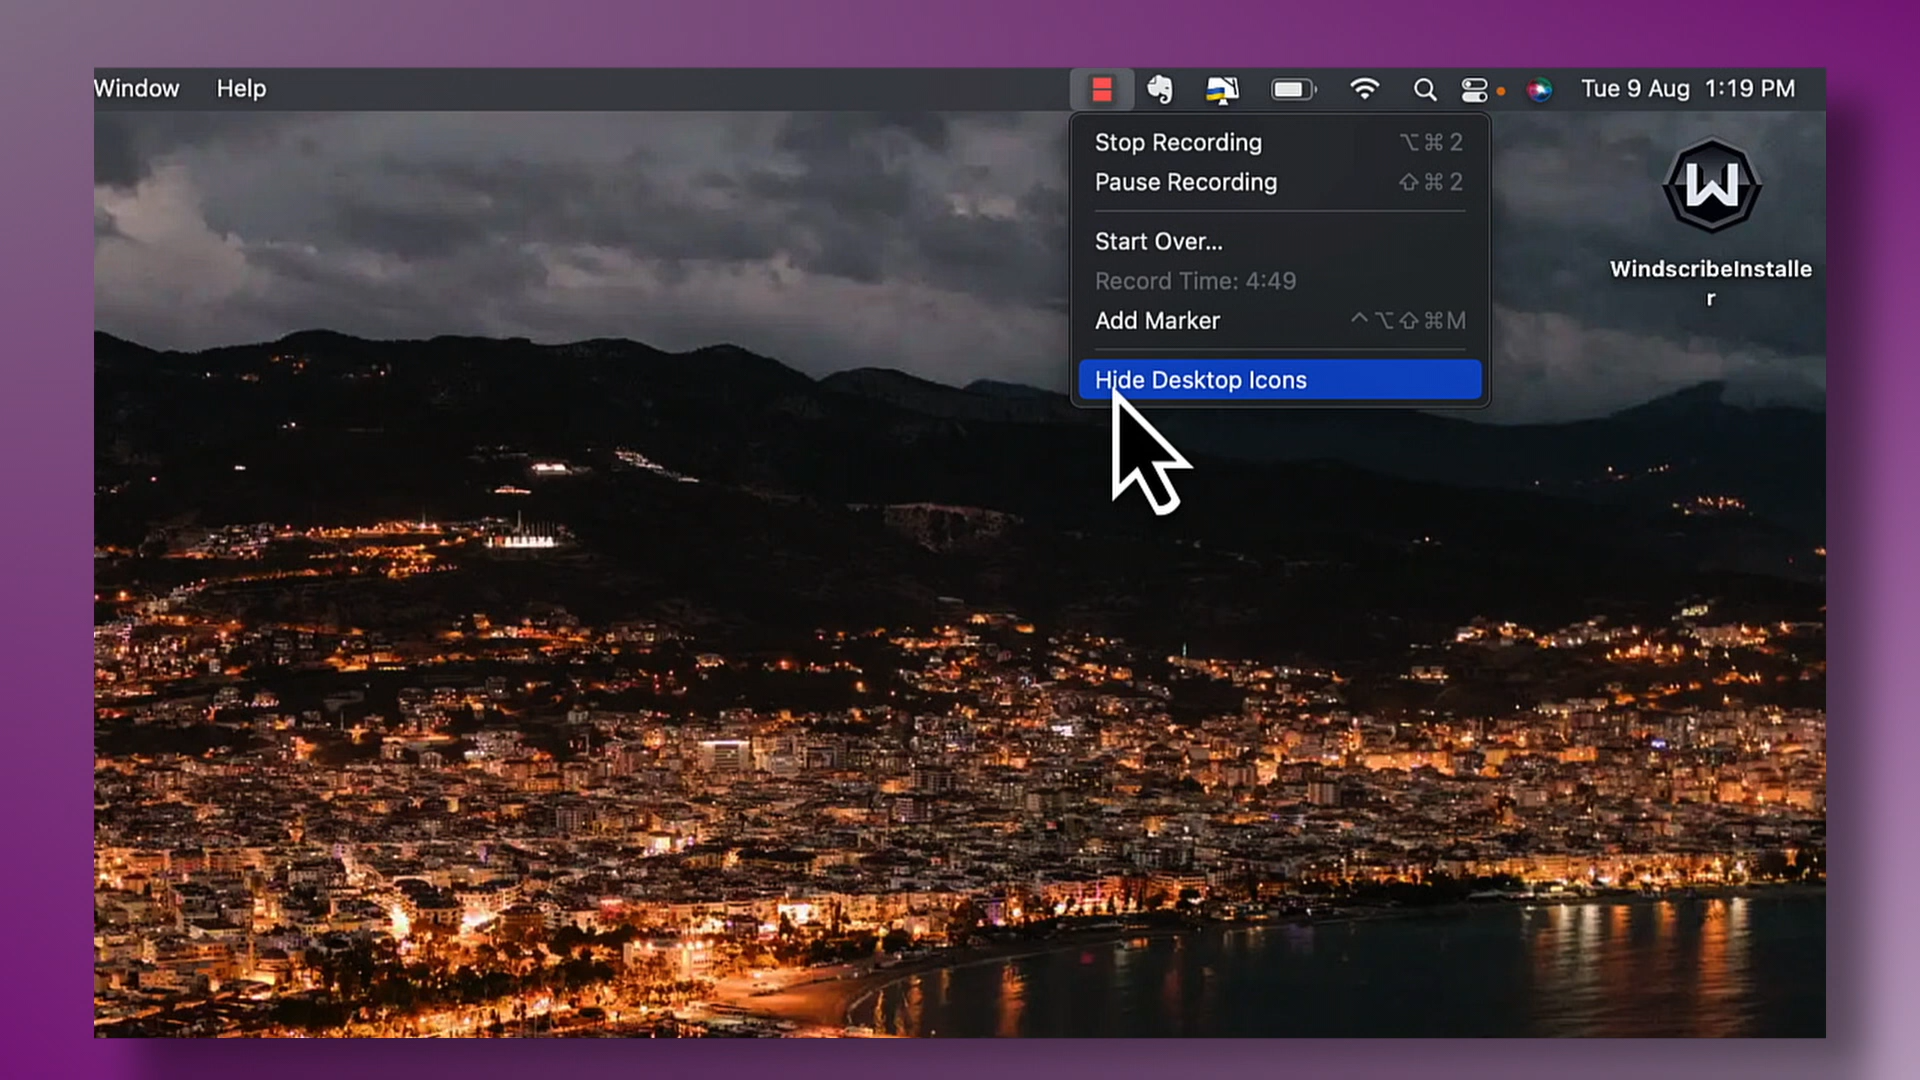 Window Help Tue 9 Aug 1:19 PM
Stop Recording ⌥⌘2
Pause Recording ⇧⌘2
Start Over...
Record Time: 4:49
Add Marker ^⌥⇧⌘M
Hide Desktop Icons
W
WindscribeInstalle
r